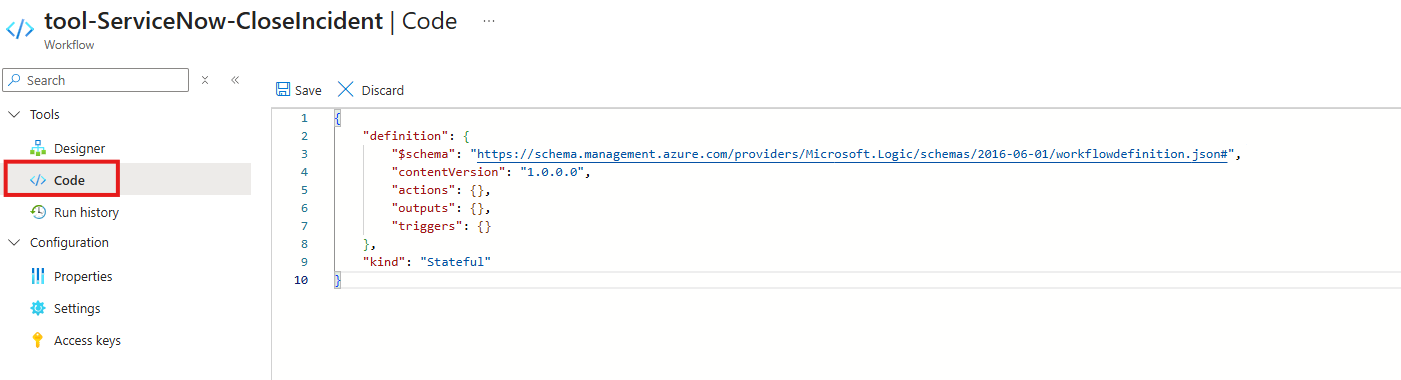 tool-ServiceNow-CloseIncident | Code ...
Workflow
Search
Tools
Designer
Code
Run history
Configuration
Properties
Settings
Access keys
Save Discard
1 {
2 "definition": {
3 "$schema": "https://schema.management.azure.com/providers/Microsoft.Logic/schemas/2016-06-01/workflowdefinition.json#",
4 "contentVersion": "1.0.0.0",
5 "actions": {},
6 "outputs": {},
7 "triggers": {}
8 },
9 "kind": "Stateful"
10 }